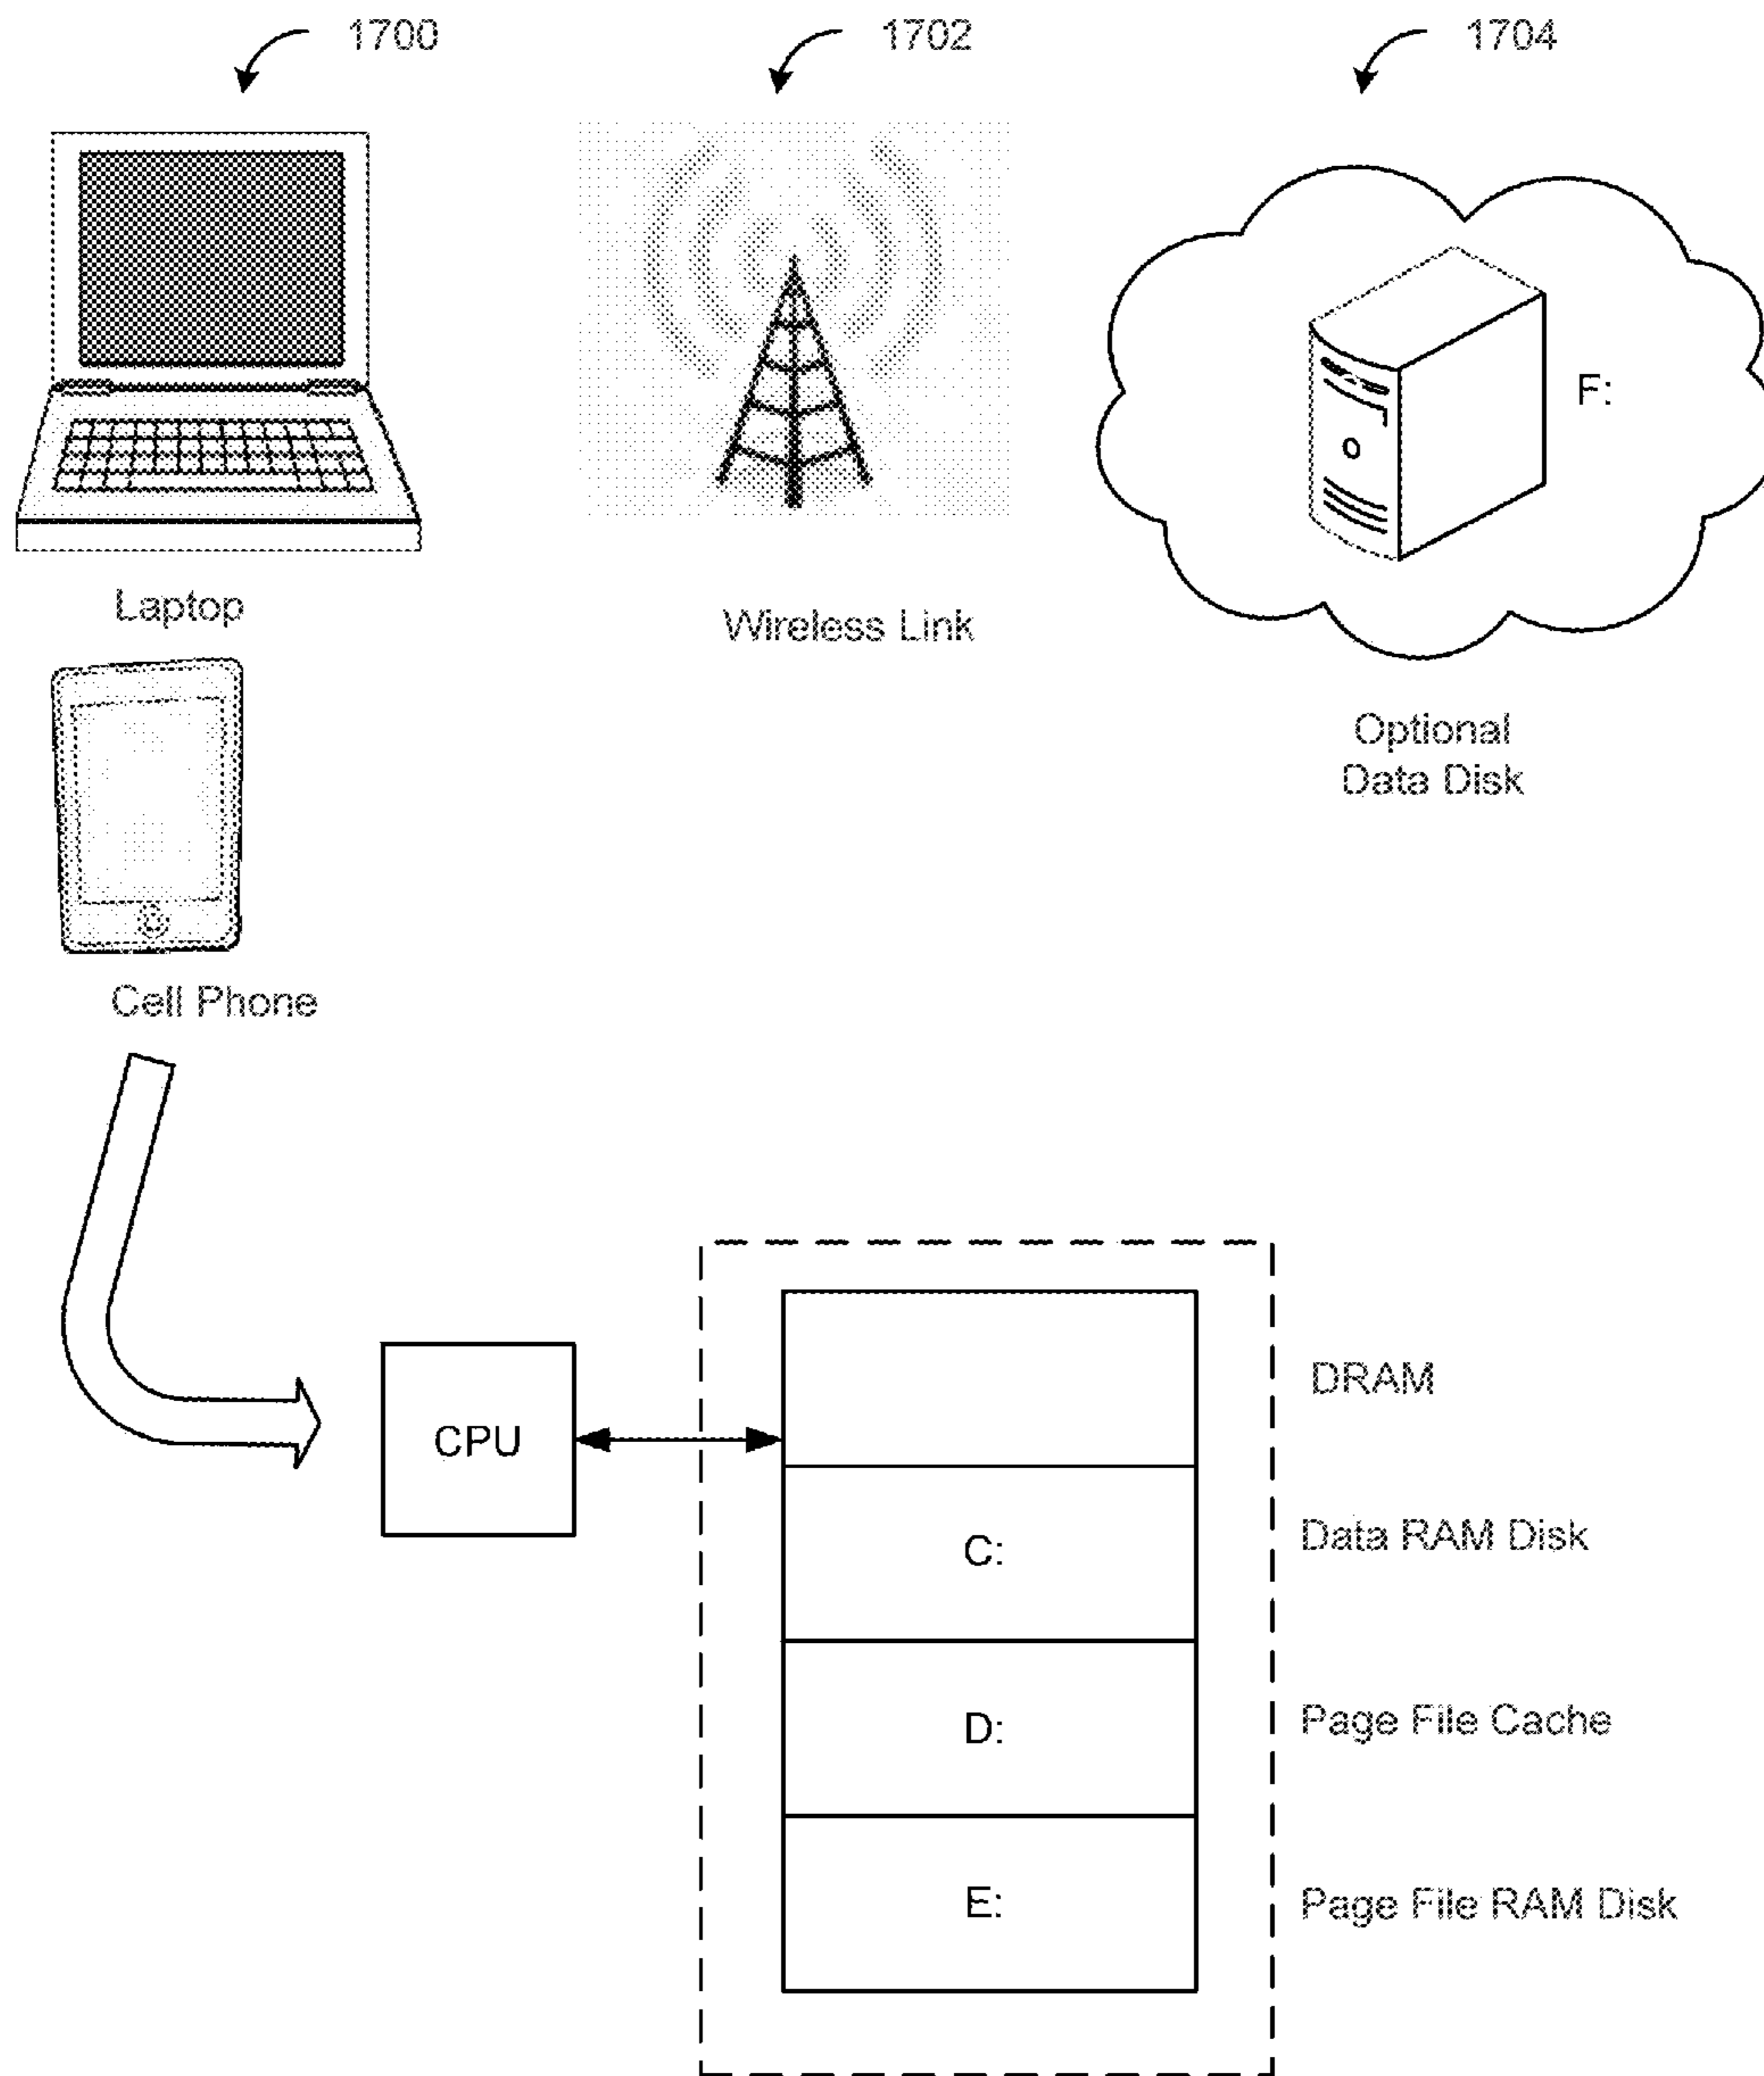 1700
1702
1704
F:
Laptop
Wireless Link
Optional
Data Disk
Cell Phone
CPU
DRAM
C:
Data RAM Disk
D:
Page File Cache
E:
Page File RAM Disk